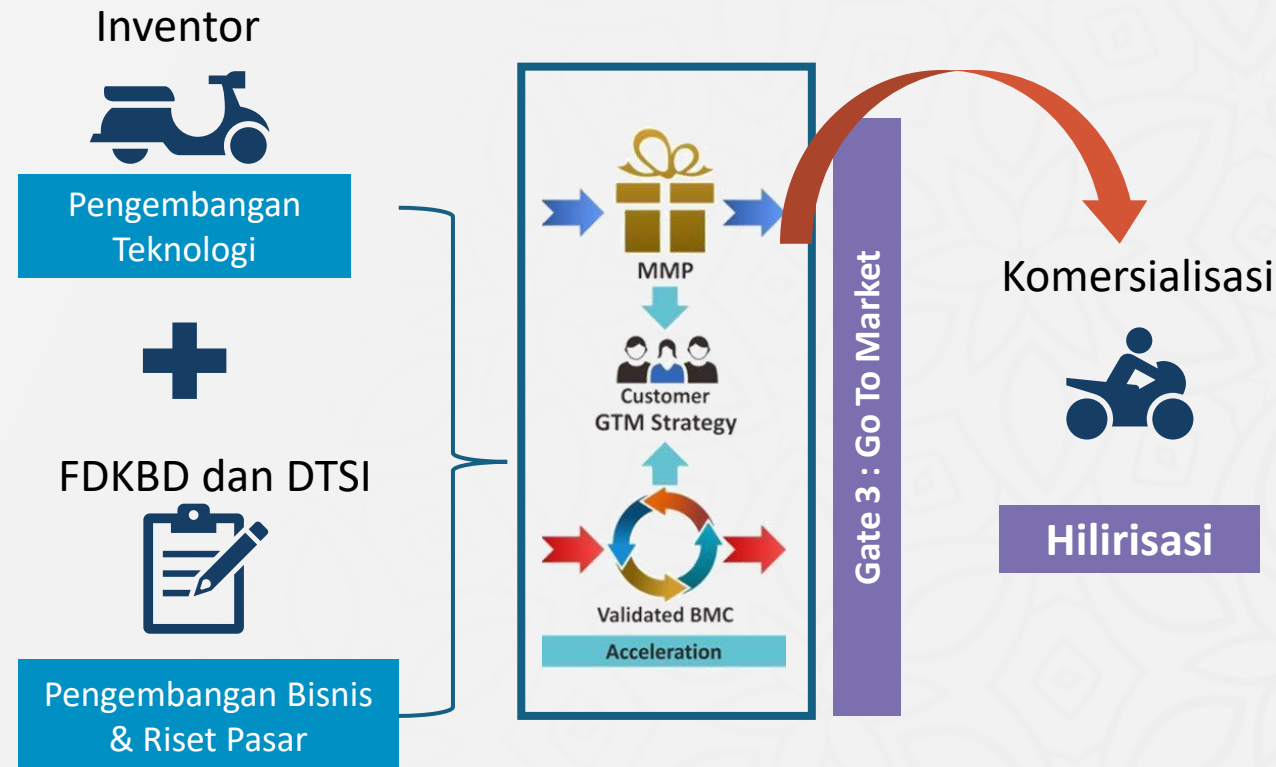 Inventor
Pengembangan
Teknologi
FDKBD dan DTSI
Pengembangan Bisnis
& Riset Pasar
MMP
Customer
GTM Strategy
Validated BMC
Acceleration
Gate 3 : Go To Market
Komersialisasi
Hilirisasi